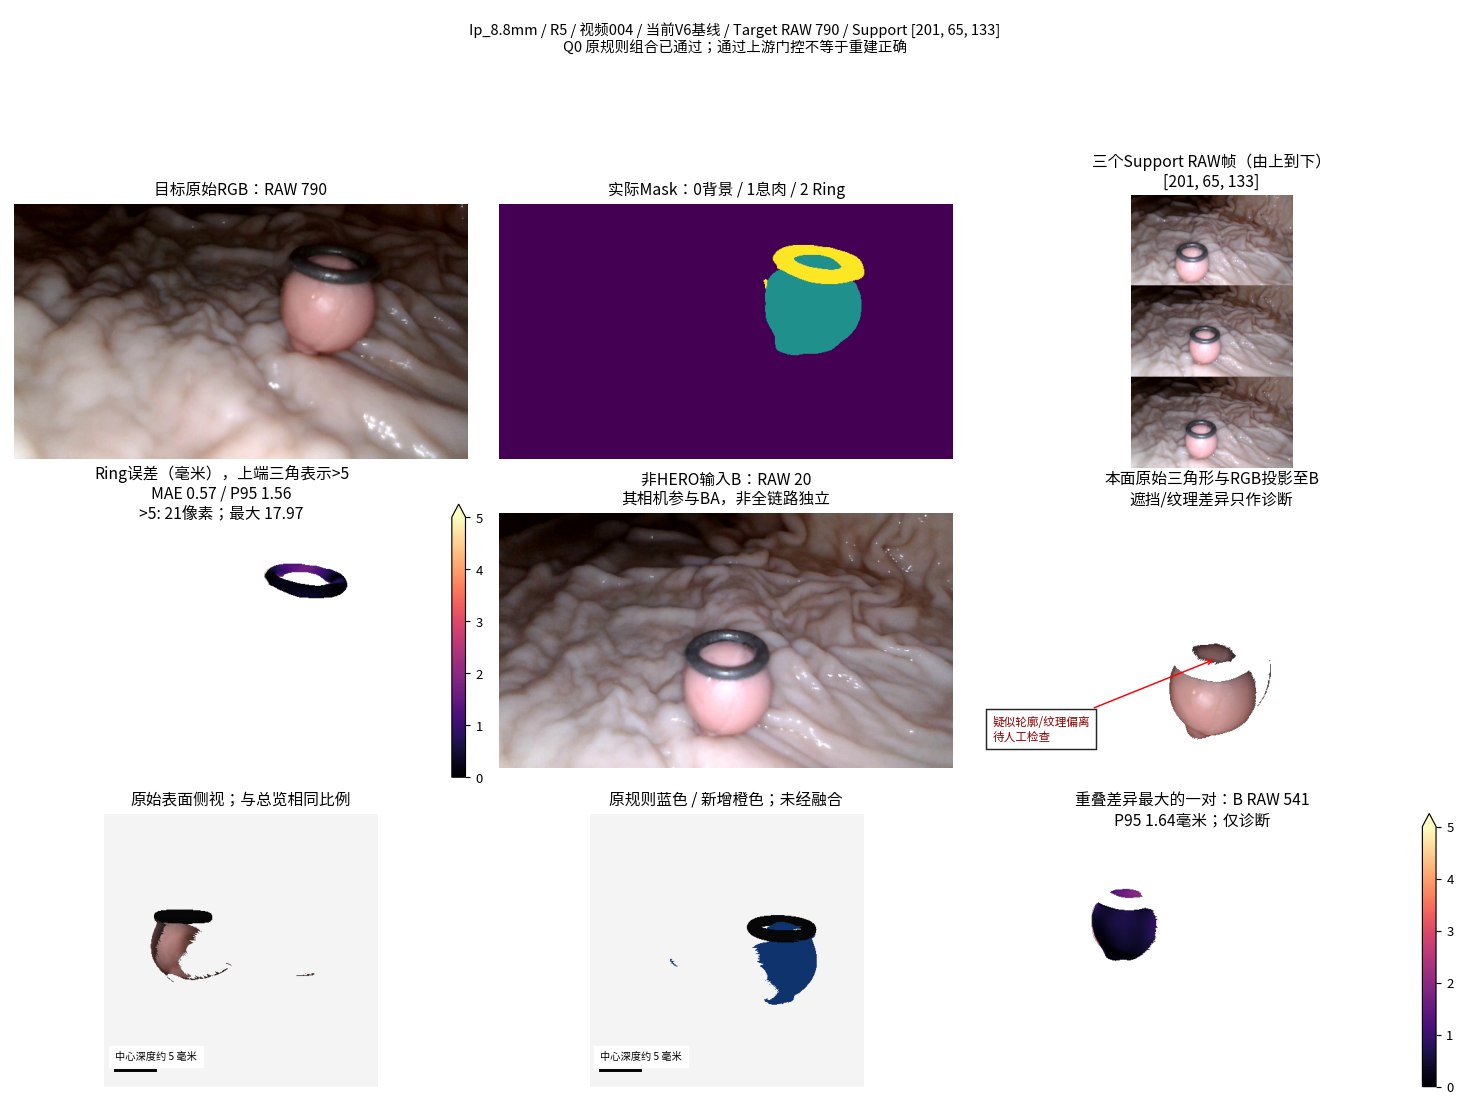 Ip_8.8mm / R5 / 视频004 / 当前V6基线 / Target RAW 790 / Support [201, 65, 133]
Q0 原规则组合已通过；通过上游门控不等于重建正确
目标原始RGB：RAW 790
实际Mask：0背景 / 1息肉 / 2 Ring
三个Support RAW帧（由上到下）
[201, 65, 133]
Ring误差（毫米），上端三角表示>5
MAE 0.57 / P95 1.56
>5: 21像素；最大 17.97
5
4
3
2
1
0
非HERO输入B：RAW 20
其相机参与BA，非全链路独立
本面原始三角形与RGB投影至B
遮挡/纹理差异只作诊断
疑似轮廓/纹理偏离
待人工检查
原始表面侧视；与总览相同比例
中心深度约 5 毫米
原规则蓝色 / 新增橙色；未经融合
中心深度约 5 毫米
重叠差异最大的一对：B RAW 541
P95 1.64毫米；仅诊断
5
4
3
2
1
0